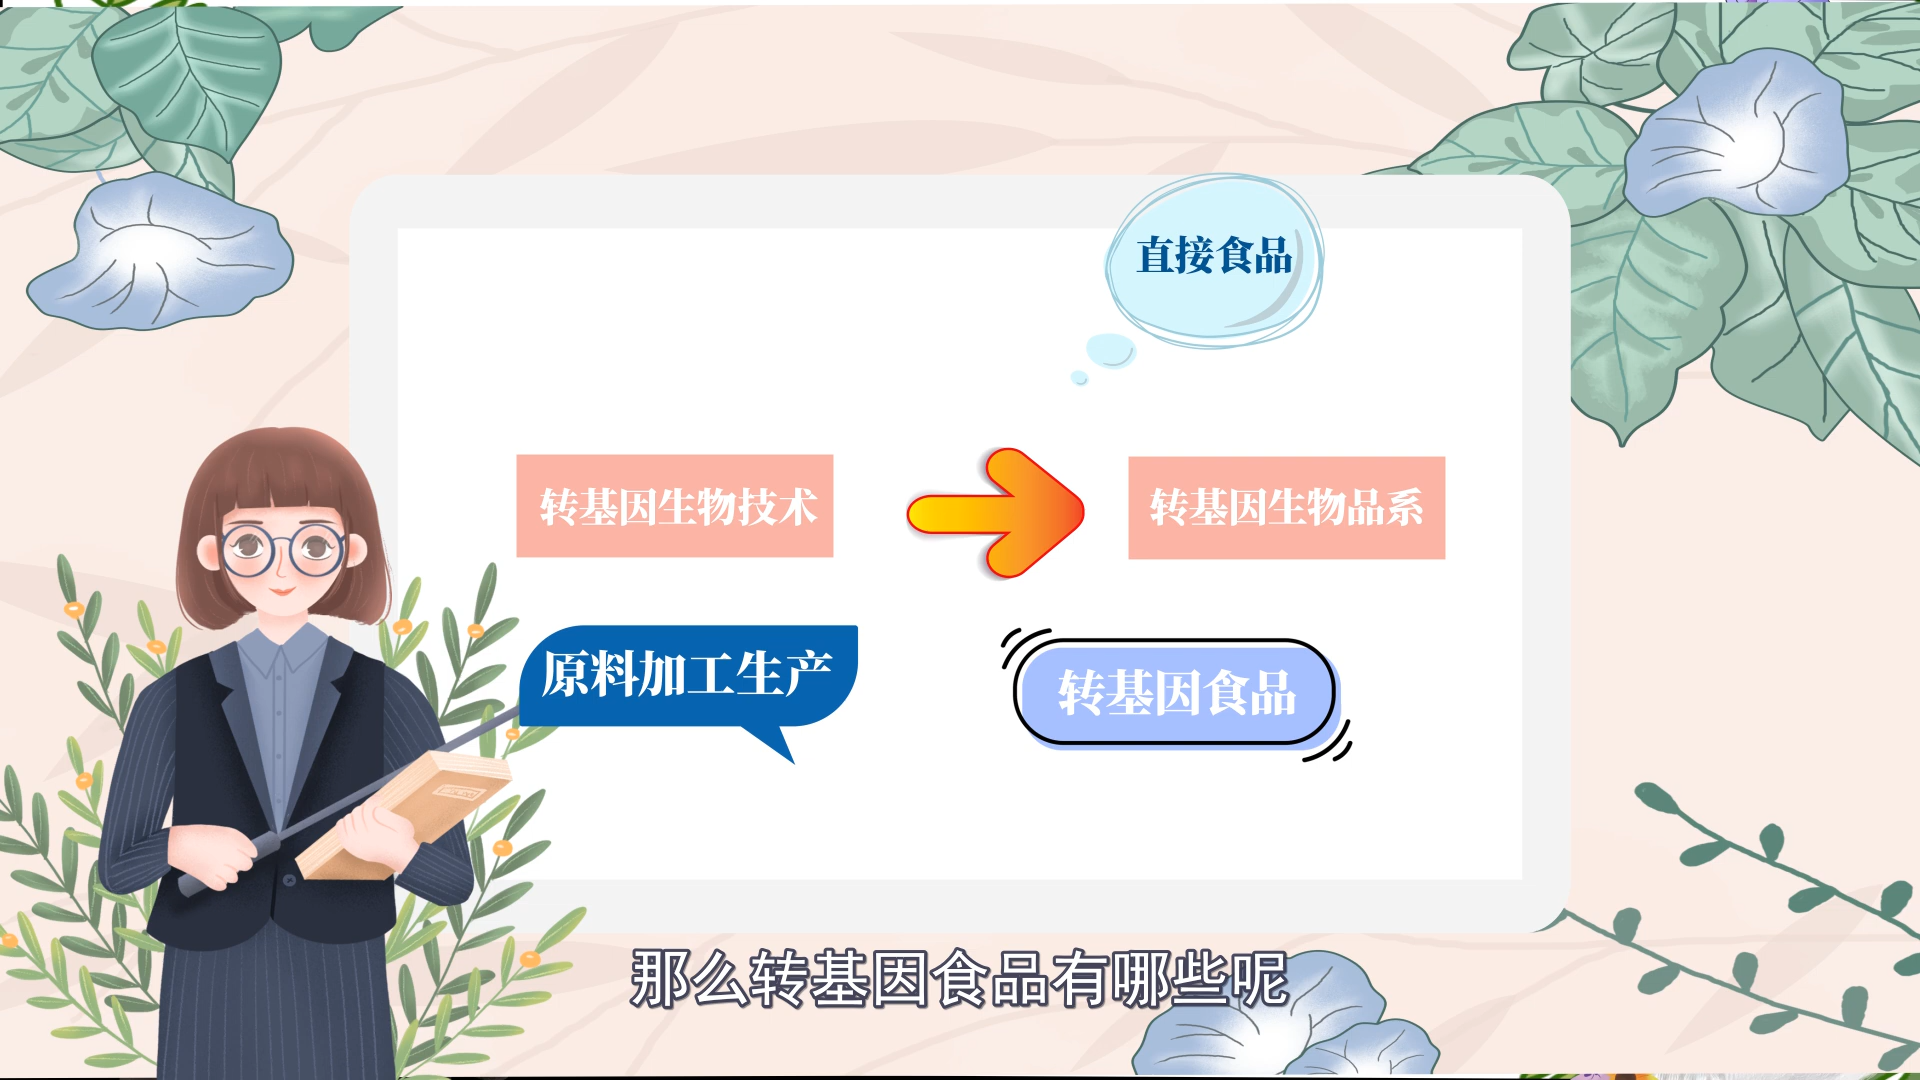 直接食品
转基因生物技术
转基因生物品系
原料加工生产
转基因食品
那么转基因食品有哪些呢